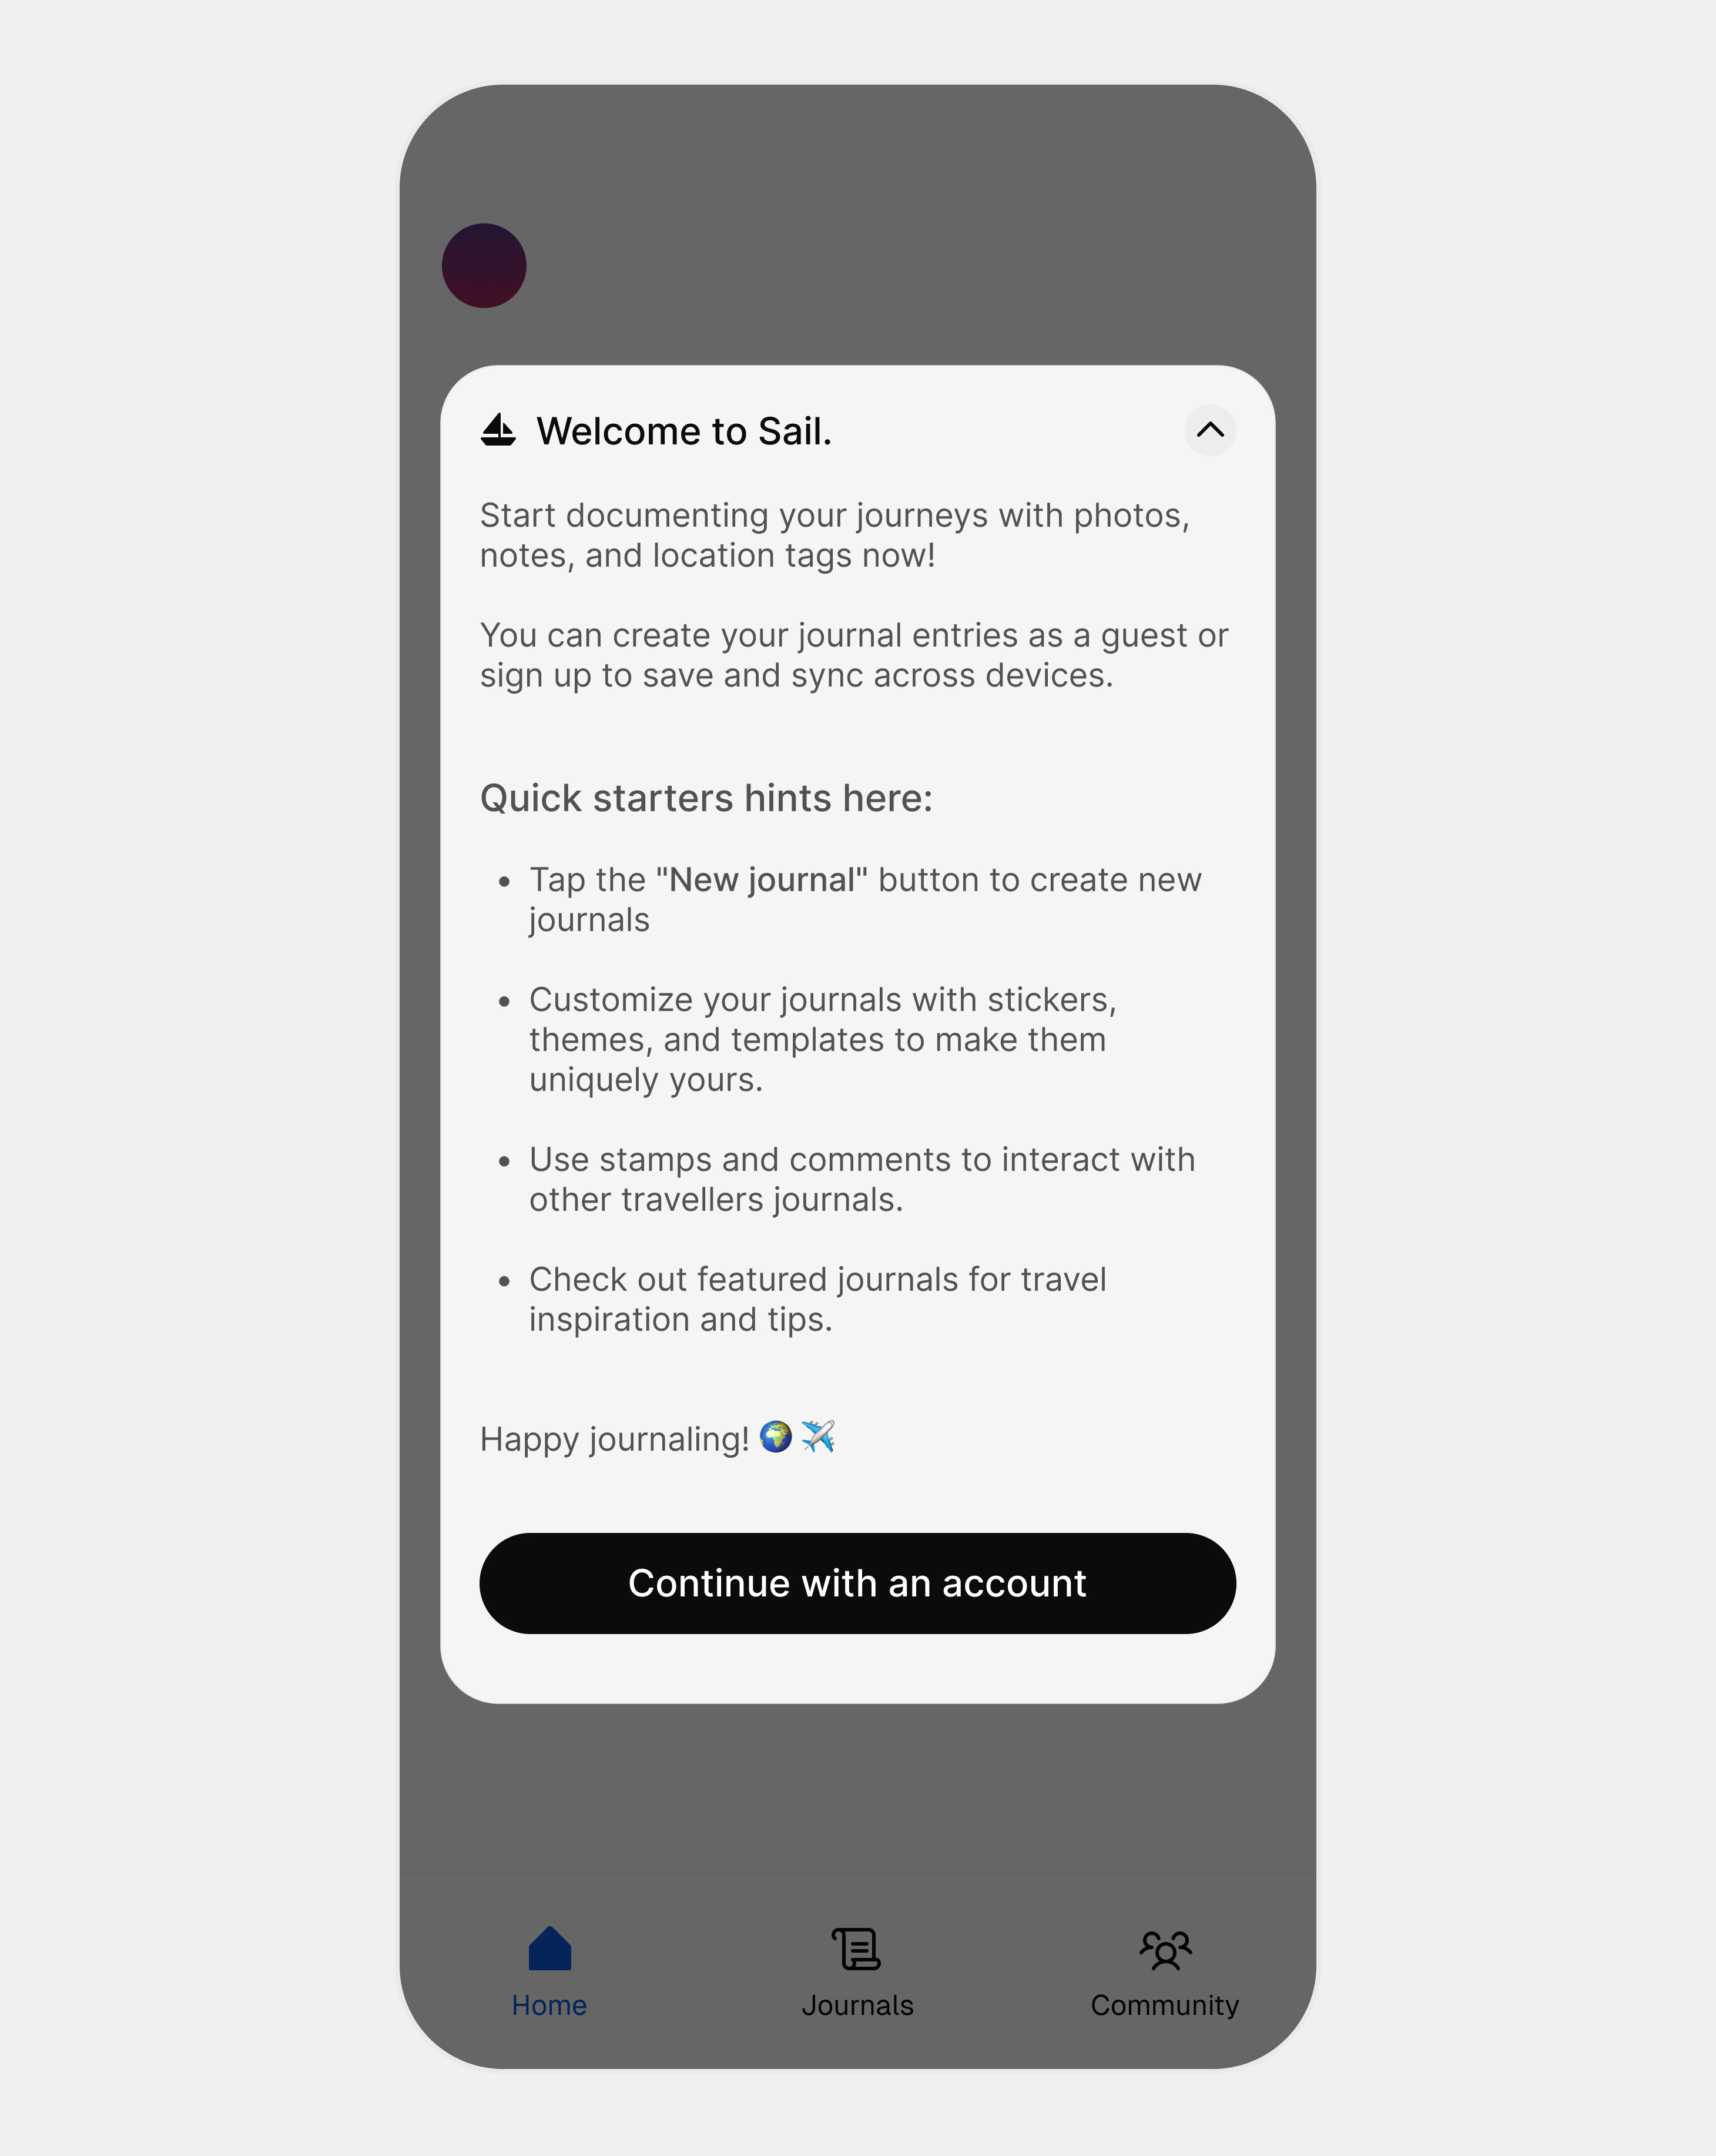 Welcome to Sail.
Start documenting your journeys with photos,
notes, and location tags now!
You can create your journal entries as a guest or
sign up to save and sync across devices.
Quick starters hints here:
• Tap the "New journal" button to create new
journals
• Customize your journals with stickers,
themes, and templates to make them
uniquely yours.
• Use stamps and comments to interact with
other travellers journals.
• Check out featured journals for travel
inspiration and tips.
Happy journaling! 🌍 ✈️
Continue with an account
Home
Journals
Community